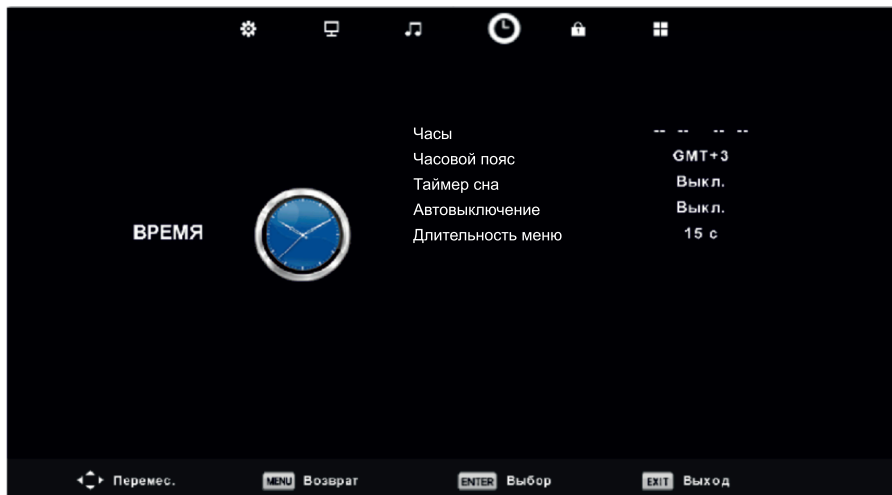 Часы -- -- -- --
Часовой пояс GMT+3
Таймер сна Выкл.
Автовыключение Выкл.
ВРЕМЯ
Длительность меню 15 с
Перемес. MENU Возврат ENTER Выбор EXIT Выход